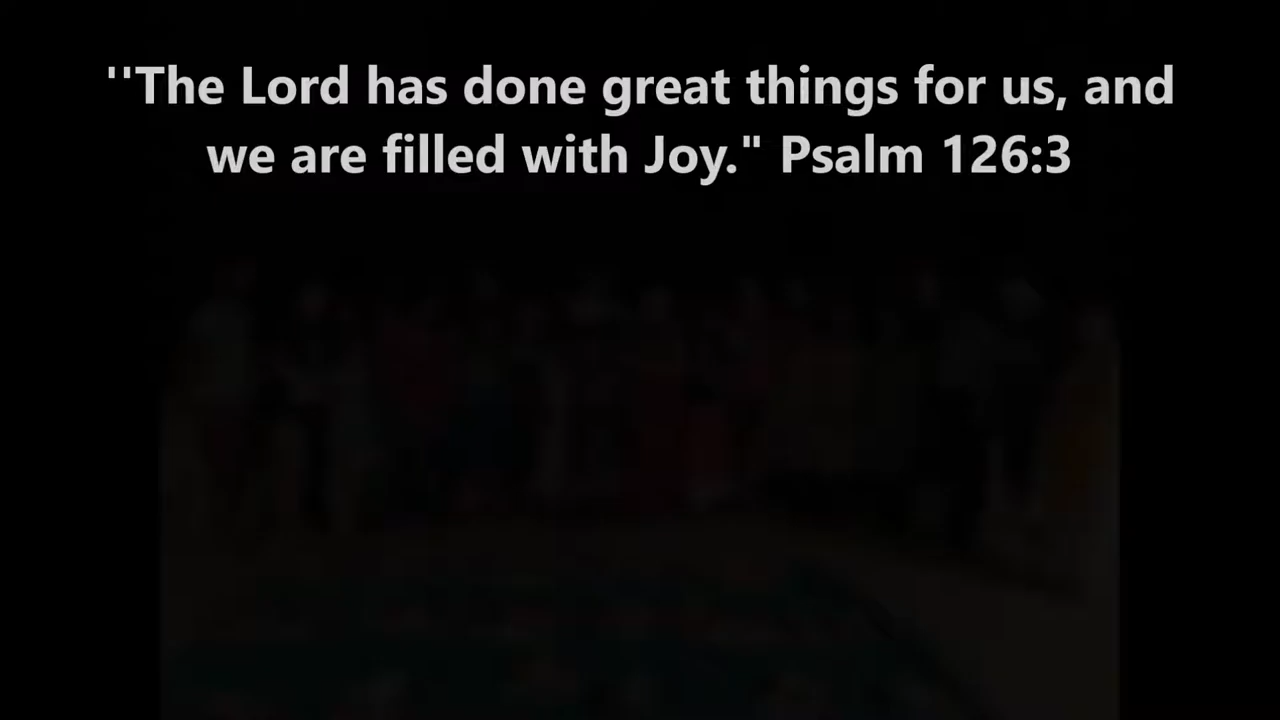 ''The Lord has done great things for us, and
we are filled with Joy." Psalm 126:3